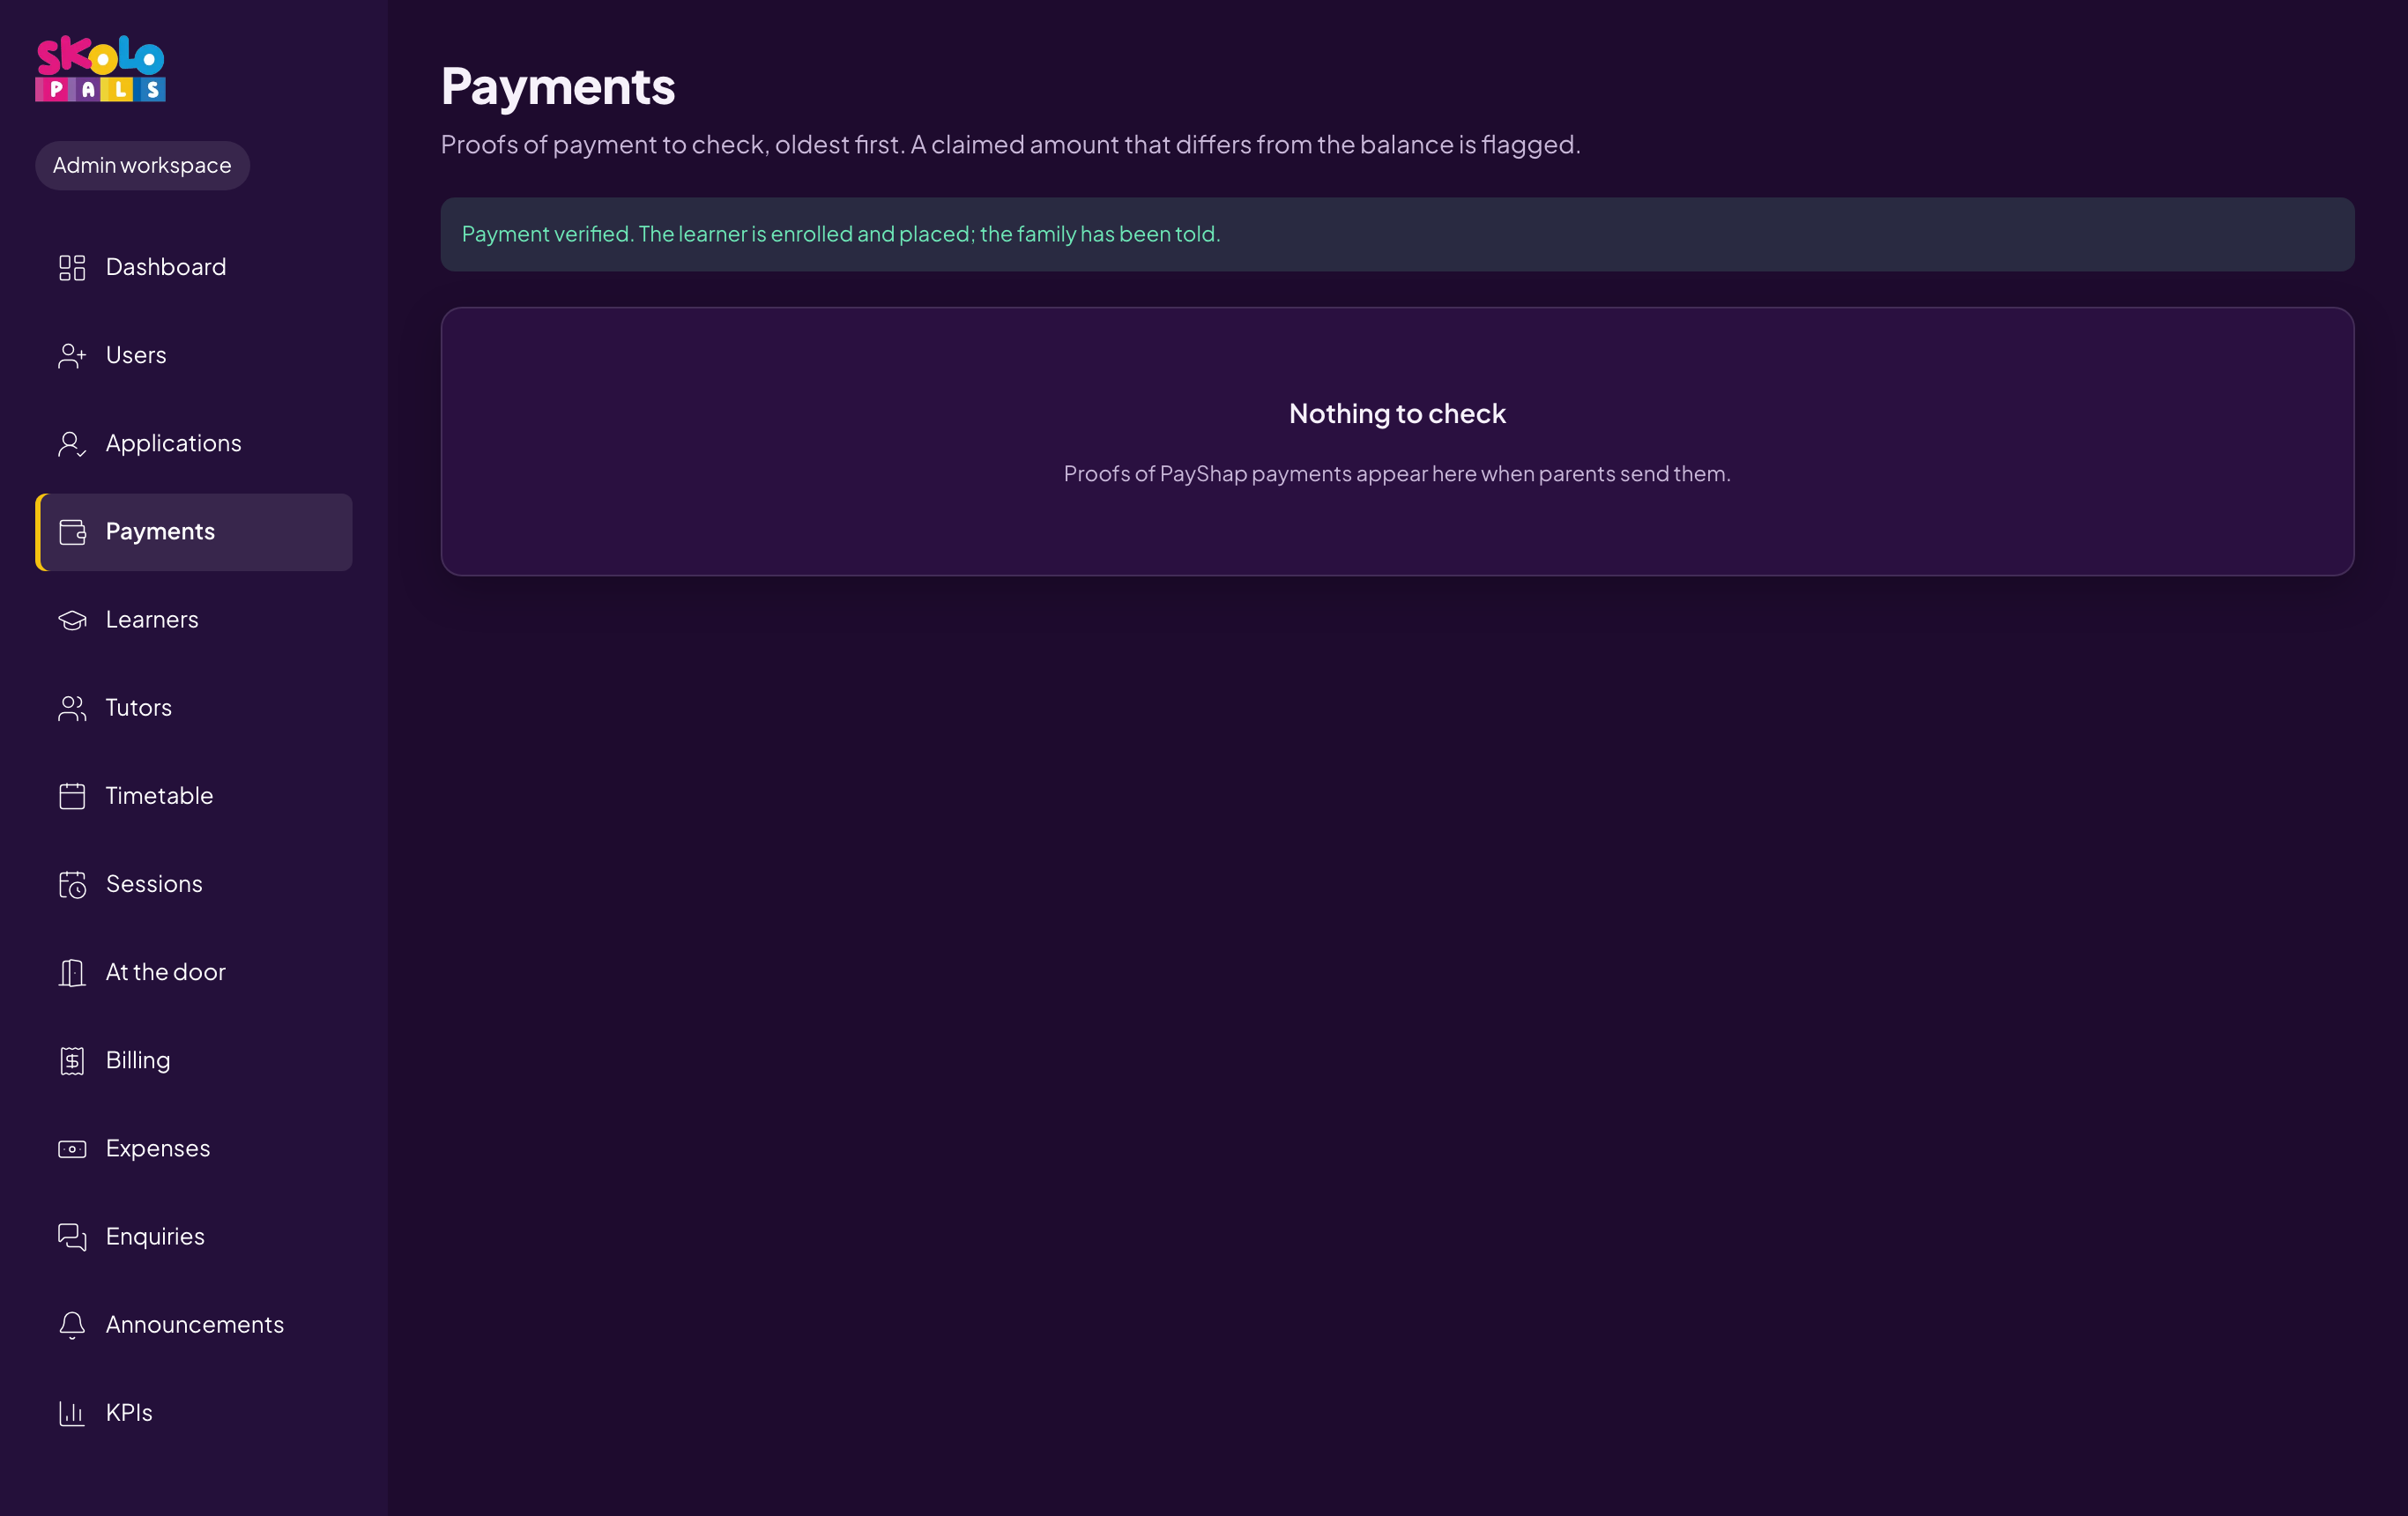 SKOLO
PALS
Admin workspace
Dashboard
Users
Applications
Payments
Learners
Tutors
Timetable
Sessions
At the door
Billing
Expenses
Enquiries
Announcements
KPIs
Payments
Proofs of payment to check, oldest first. A claimed amount that differs from the balance is flagged.
Payment verified. The learner is enrolled and placed; the family has been told.
Nothing to check
Proofs of PayShap payments appear here when parents send them.